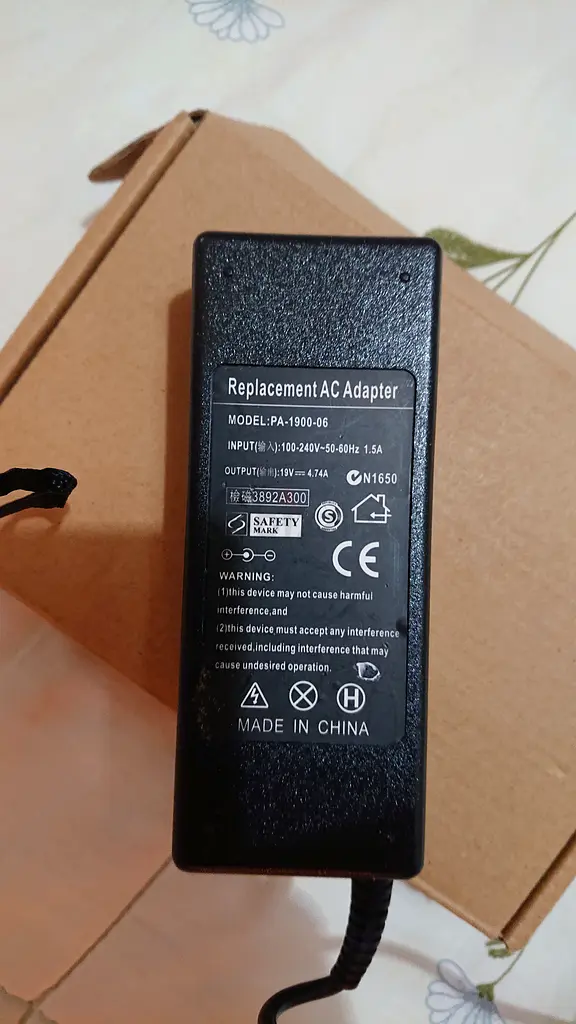 Replacement AC Adapter
MODEL:PA-1900-06
INPUT(输入):100-240V~50-60Hz 1.5A
OUTPUT(输出):19V⎓4.74A
N1650
檢磁3892A300
S
SAFETY
MARK
CE
WARNING:
(1)this device may not cause harmful
interference,and
(2)this device must accept any interference
received,including interference that may
cause undesired operation.
H
MADE IN CHINA